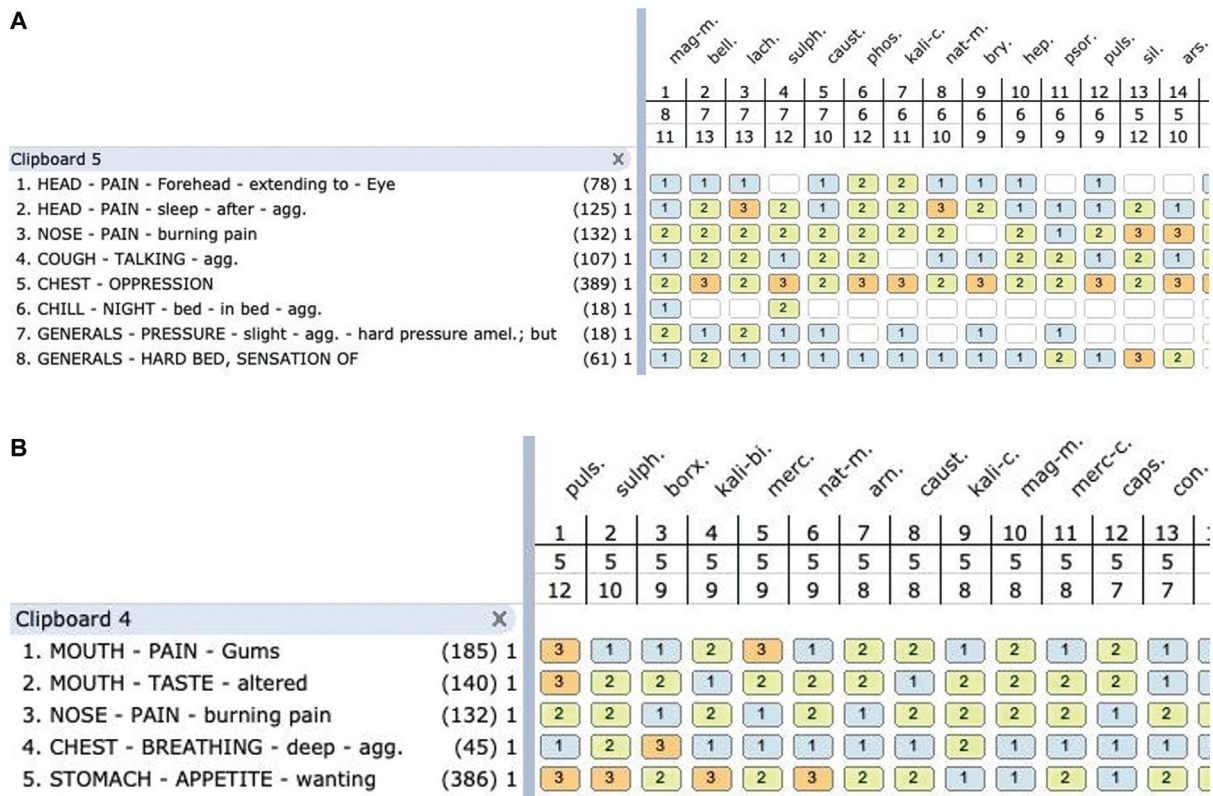 A
mag-m. bell. lach. sulph. caust. phos. kali-c. nat-m. bry. hep. psor. puls. sil. ars.
1 2 3 4 5 6 7 8 9 10 11 12 13 14
8 7 7 7 7 6 6 6 6 6 6 6 5 5
11 13 13 12 10 12 11 10 9 9 9 9 12 10
Clipboard 5 X
1. HEAD - PAIN - Forehead - extending to - Eye (78) 1 1 1 1 1 2 2 1 1 1 1
2. HEAD - PAIN - sleep - after - agg. (125) 1 1 2 3 2 1 2 2 3 2 1 1 1 2 1
3. NOSE - PAIN - burning pain (132) 1 2 2 2 2 2 2 2 2 2 1 2 3 3
4. COUGH - TALKING - agg. (107) 1 1 2 2 1 2 2 1 1 2 2 1 2 1
5. CHEST - OPPRESSION (389) 1 2 3 2 3 2 3 3 2 3 2 2 3 2 3
6. CHILL - NIGHT - bed - in bed - agg. (18) 1 1 2
7. GENERALS - PRESSURE - slight - agg. - hard pressure amel.; but (18) 1 2 1 2 1 1 1 1 1
8. GENERALS - HARD BED, SENSATION OF (61) 1 1 2 1 1 1 1 1 1 1 1 2 1 3 2
B
puls. sulph. borx. kali-bi. merc. nat-m. arn. caust. kali-c. mag-m. merc-c. caps. con.
1 2 3 4 5 6 7 8 9 10 11 12 13
5 5 5 5 5 5 5 5 5 5 5 5 5
12 10 9 9 9 9 8 8 8 8 8 7 7
Clipboard 4 X
1. MOUTH - PAIN - Gums (185) 1 3 1 1 2 3 1 2 2 1 2 1 2 1
2. MOUTH - TASTE - altered (140) 1 3 2 2 1 2 2 2 1 2 2 2 2 1
3. NOSE - PAIN - burning pain (132) 1 2 2 1 2 1 2 1 2 2 2 2 1 2
4. CHEST - BREATHING - deep - agg. (45) 1 1 2 3 1 1 1 1 1 2 1 1 1 1
5. STOMACH - APPETITE - wanting (386) 1 3 3 2 3 2 3 2 2 1 1 2 1 2